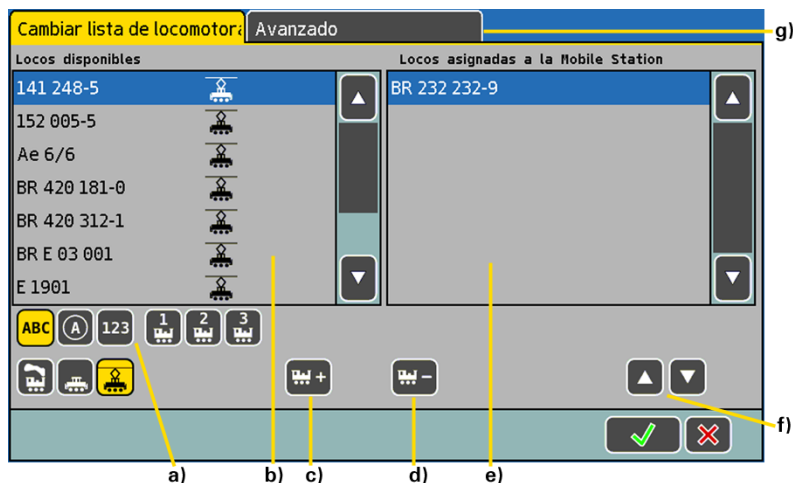 Cambiar lista de locomotora
Avanzado
g)
Locos disponibles
Locos asignadas a la Mobile Station
141 248-5
BR 232 232-9
152 005-5
Ae 6/6
BR 420 181-0
BR 420 312-1
BR E 03 001
E 1901
ABC
A
123
1
2
3
+
-
f)
a)
b)
c)
d)
e)